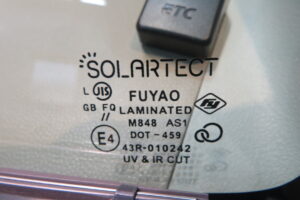 ETC
SOLARTECT
L JIS FUYAO
GB FQ LAMINATED
// M848 AS1
E4 DOT-459
43R-010242
UV & IR CUT